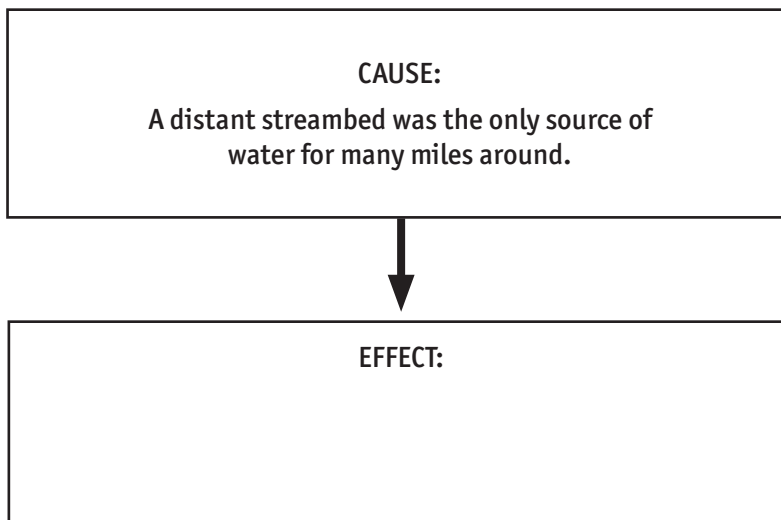 CAUSE:
A distant streambed was the only source of
water for many miles around.
EFFECT: